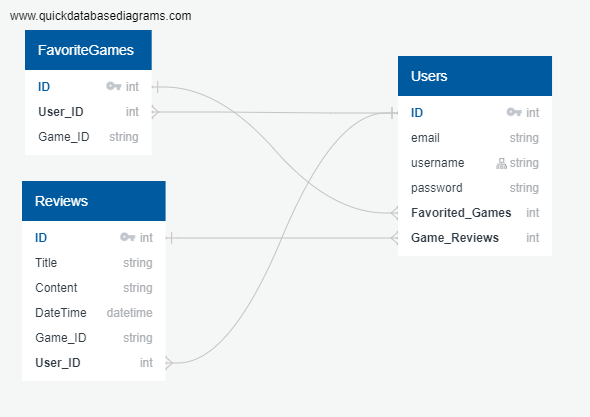 www.quickdatabasediagrams.com
FavoriteGames
ID int
User_ID int
Game_ID string
Reviews
ID int
Title string
Content string
DateTime datetime
Game_ID string
User_ID int
Users
ID int
email string
username string
password string
Favorited_Games int
Game_Reviews int